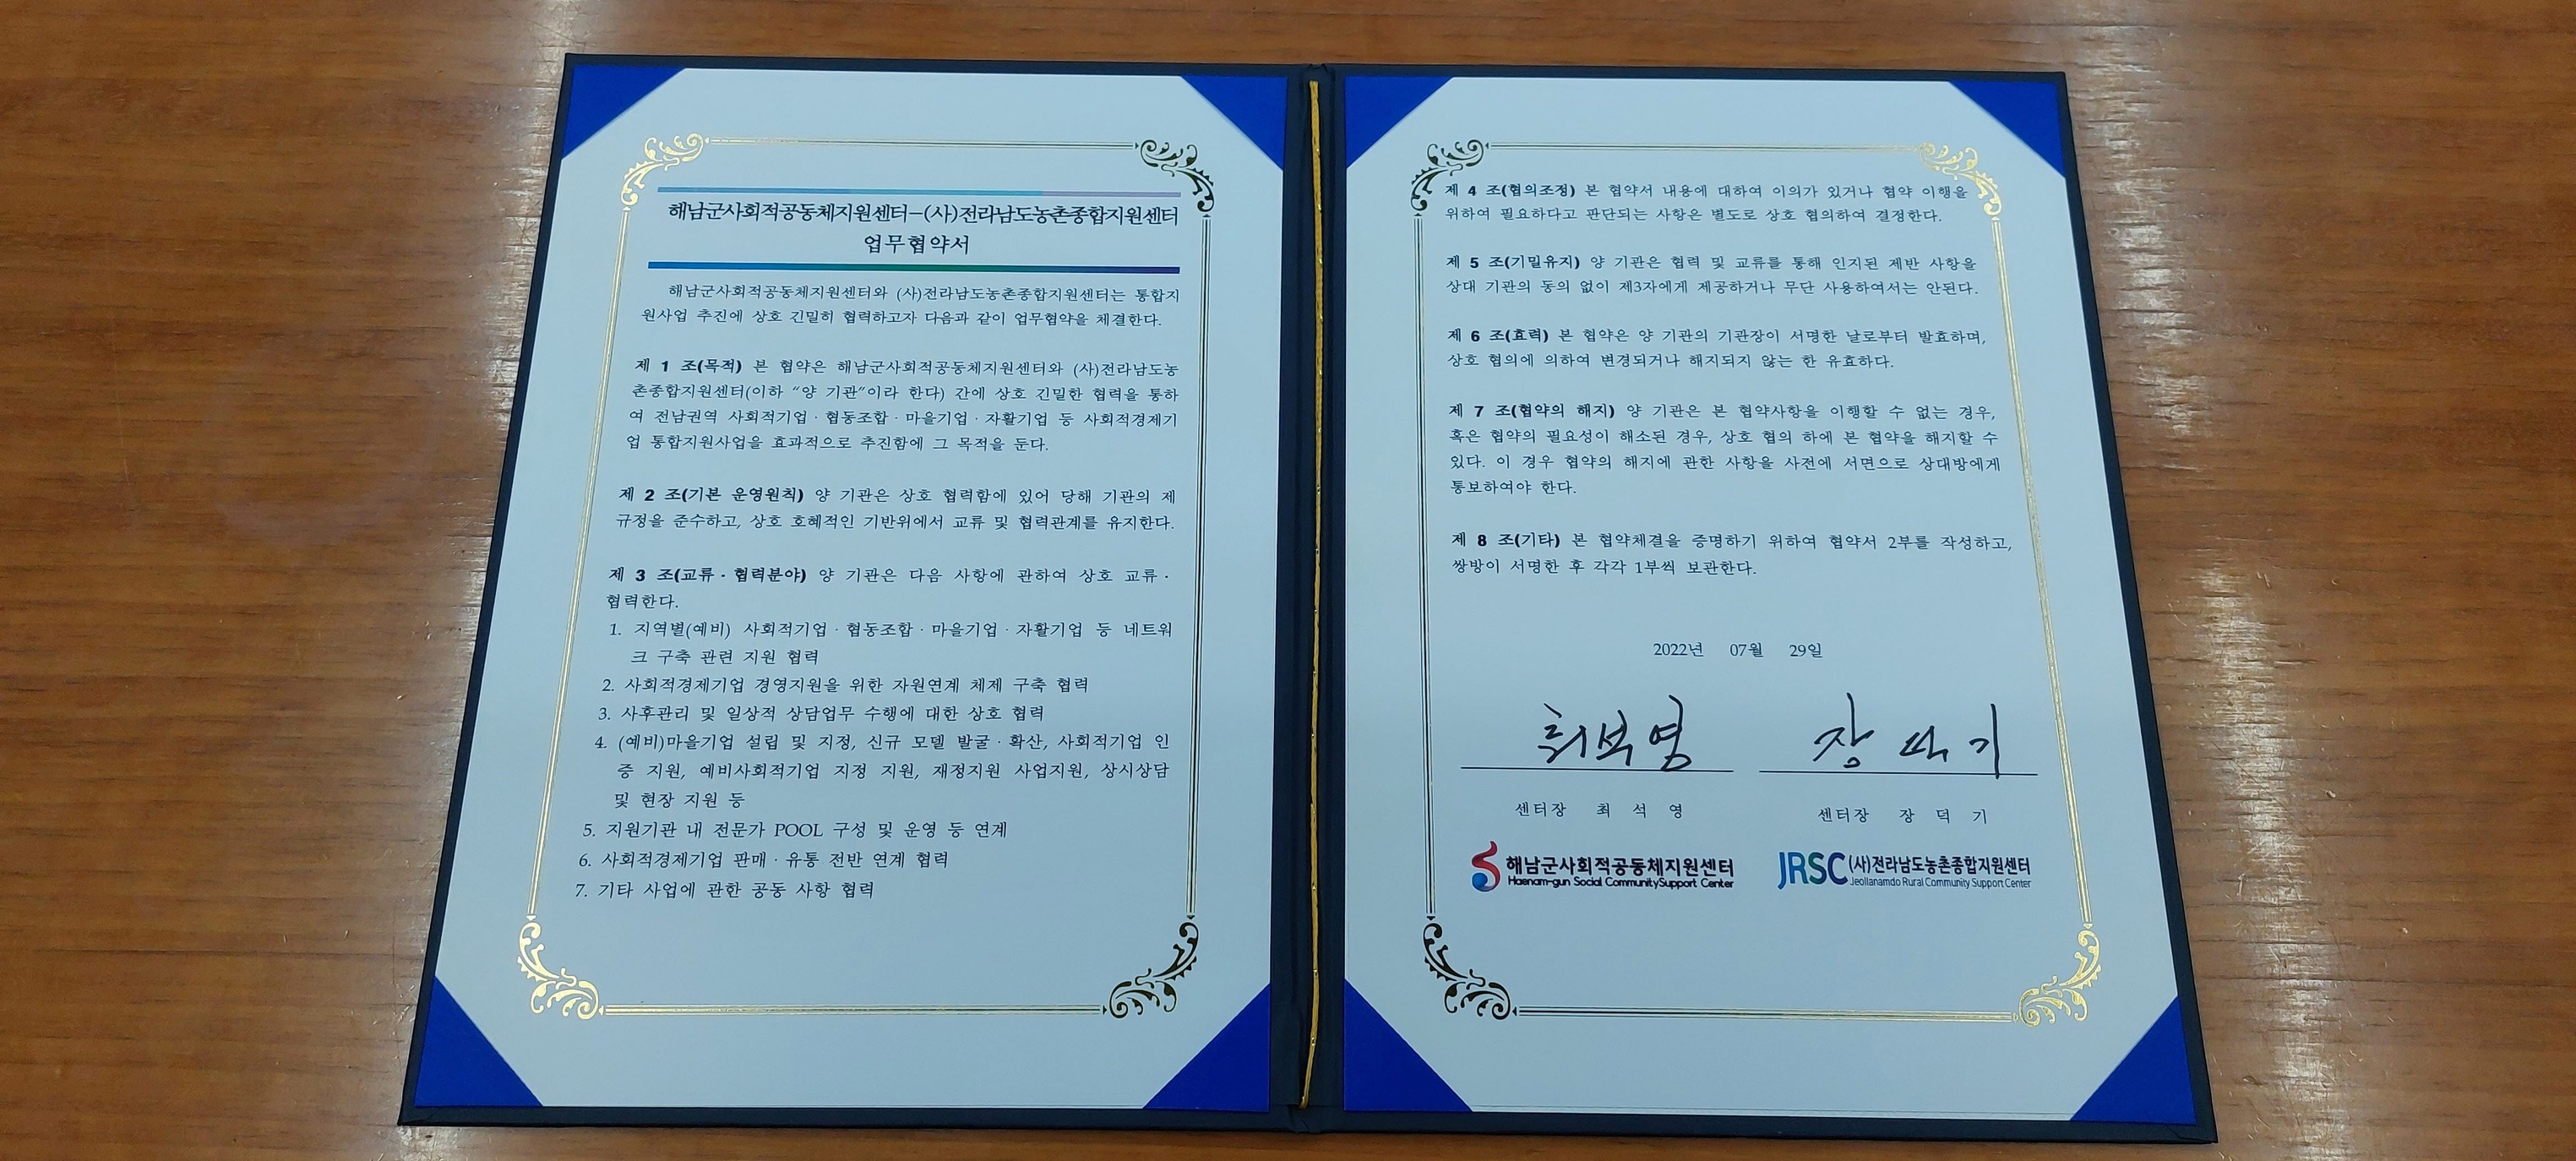 해남군사회적공동체지원센터-(사)전라남도농촌종합지원센터
업무협약서
해남군사회적공동체지원센터와 (사)전라남도농촌종합지원센터는 통합지
원사업 추진에 상호 긴밀히 협력하고자 다음과 같이 업무협약을 체결한다.
제 1 조(목적) 본 협약은 해남군사회적공동체지원센터와 (사)전라남도농
촌종합지원센터(이하 “양 기관”이라 한다) 간에 상호 긴밀한 협력을 통하
여 전남권역 사회적기업·협동조합·마을기업·자활기업 등 사회적경제기
업 통합지원사업을 효과적으로 추진함에 그 목적을 둔다.
제 2 조(기본 운영원칙) 양 기관은 상호 협력함에 있어 당해 기관의 제
규정을 준수하고, 상호 호혜적인 기반위에서 교류 및 협력관계를 유지한다.
제 3 조(교류·협력분야) 양 기관은 다음 사항에 관하여 상호 교류·
협력한다.
1. 지역별(예비) 사회적기업·협동조합·마을기업·자활기업 등 네트워
크 구축 관련 지원 협력
2. 사회적경제기업 경영지원을 위한 자원연계 체제 구축 협력
3. 사후관리 및 일상적 상담업무 수행에 대한 상호 협력
4. (예비)마을기업 설립 및 지정, 신규 모델 발굴·확산, 사회적기업 인
증 지원, 예비사회적기업 지정 지원, 재정지원 사업지원, 상시상담
및 현장 지원 등
5. 지원기관 내 전문가 POOL 구성 및 운영 등 연계
6. 사회적경제기업 판매·유통 전반 연계 협력
7. 기타 사업에 관한 공동 사항 협력
제 4 조(협의조정) 본 협약서 내용에 대하여 이의가 있거나 협약 이행을
위하여 필요하다고 판단되는 사항은 별도로 상호 협의하여 결정한다.
제 5 조(기밀유지) 양 기관은 협력 및 교류를 통해 인지된 제반 사항을
상대 기관의 동의 없이 제3자에게 제공하거나 무단 사용하여서는 안된다.
제 6 조(효력) 본 협약은 양 기관의 기관장이 서명한 날로부터 발효하며,
상호 협의에 의하여 변경되거나 해지되지 않는 한 유효하다.
제 7 조(협약의 해지) 양 기관은 본 협약사항을 이행할 수 없는 경우,
혹은 협약의 필요성이 해소된 경우, 상호 협의 하에 본 협약을 해지할 수
있다. 이 경우 협약의 해지에 관한 사항을 사전에 서면으로 상대방에게
통보하여야 한다.
제 8 조(기타) 본 협약체결을 증명하기 위하여 협약서 2부를 작성하고,
쌍방이 서명한 후 각각 1부씩 보관한다.
2022년 07월 29일
최석영 장덕기
센터장 최 석 영 센터장 장 덕 기
해남군사회적공동체지원센터 JRSC (사)전라남도농촌종합지원센터
Haenam-gun Social CommunitySupport Center Jeollanamdo Rural Community Support Center